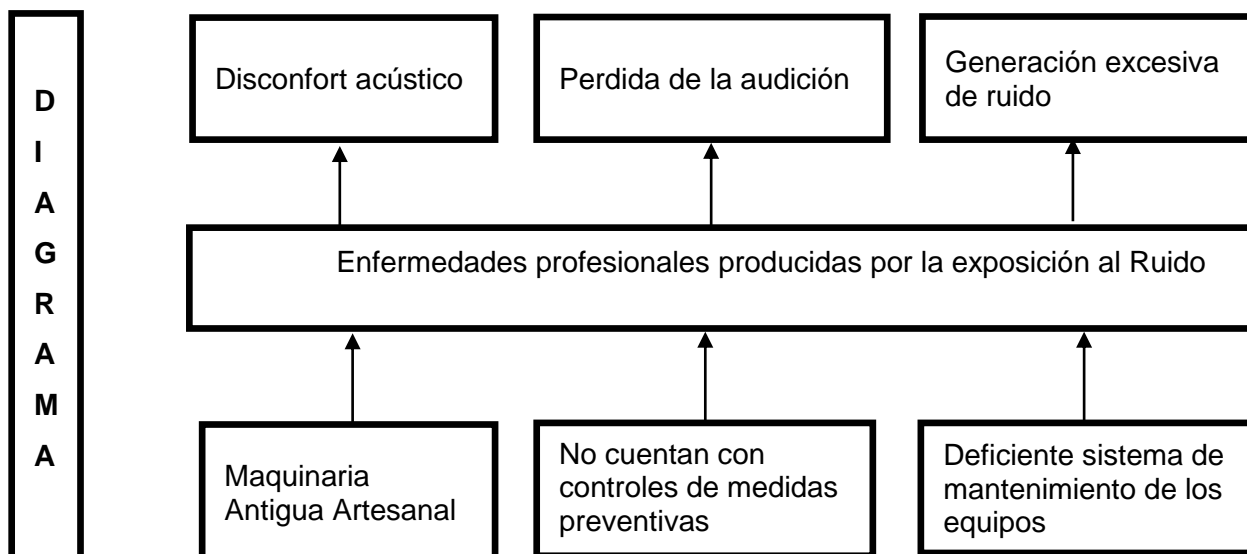 DIAGRAMA
Disconfort acústico
Perdida de la audición
Generación excesiva
de ruido
Enfermedades profesionales producidas por la exposición al Ruido
Maquinaria
Antigua Artesanal
No cuentan con
controles de medidas
preventivas
Deficiente sistema de
mantenimiento de los
equipos